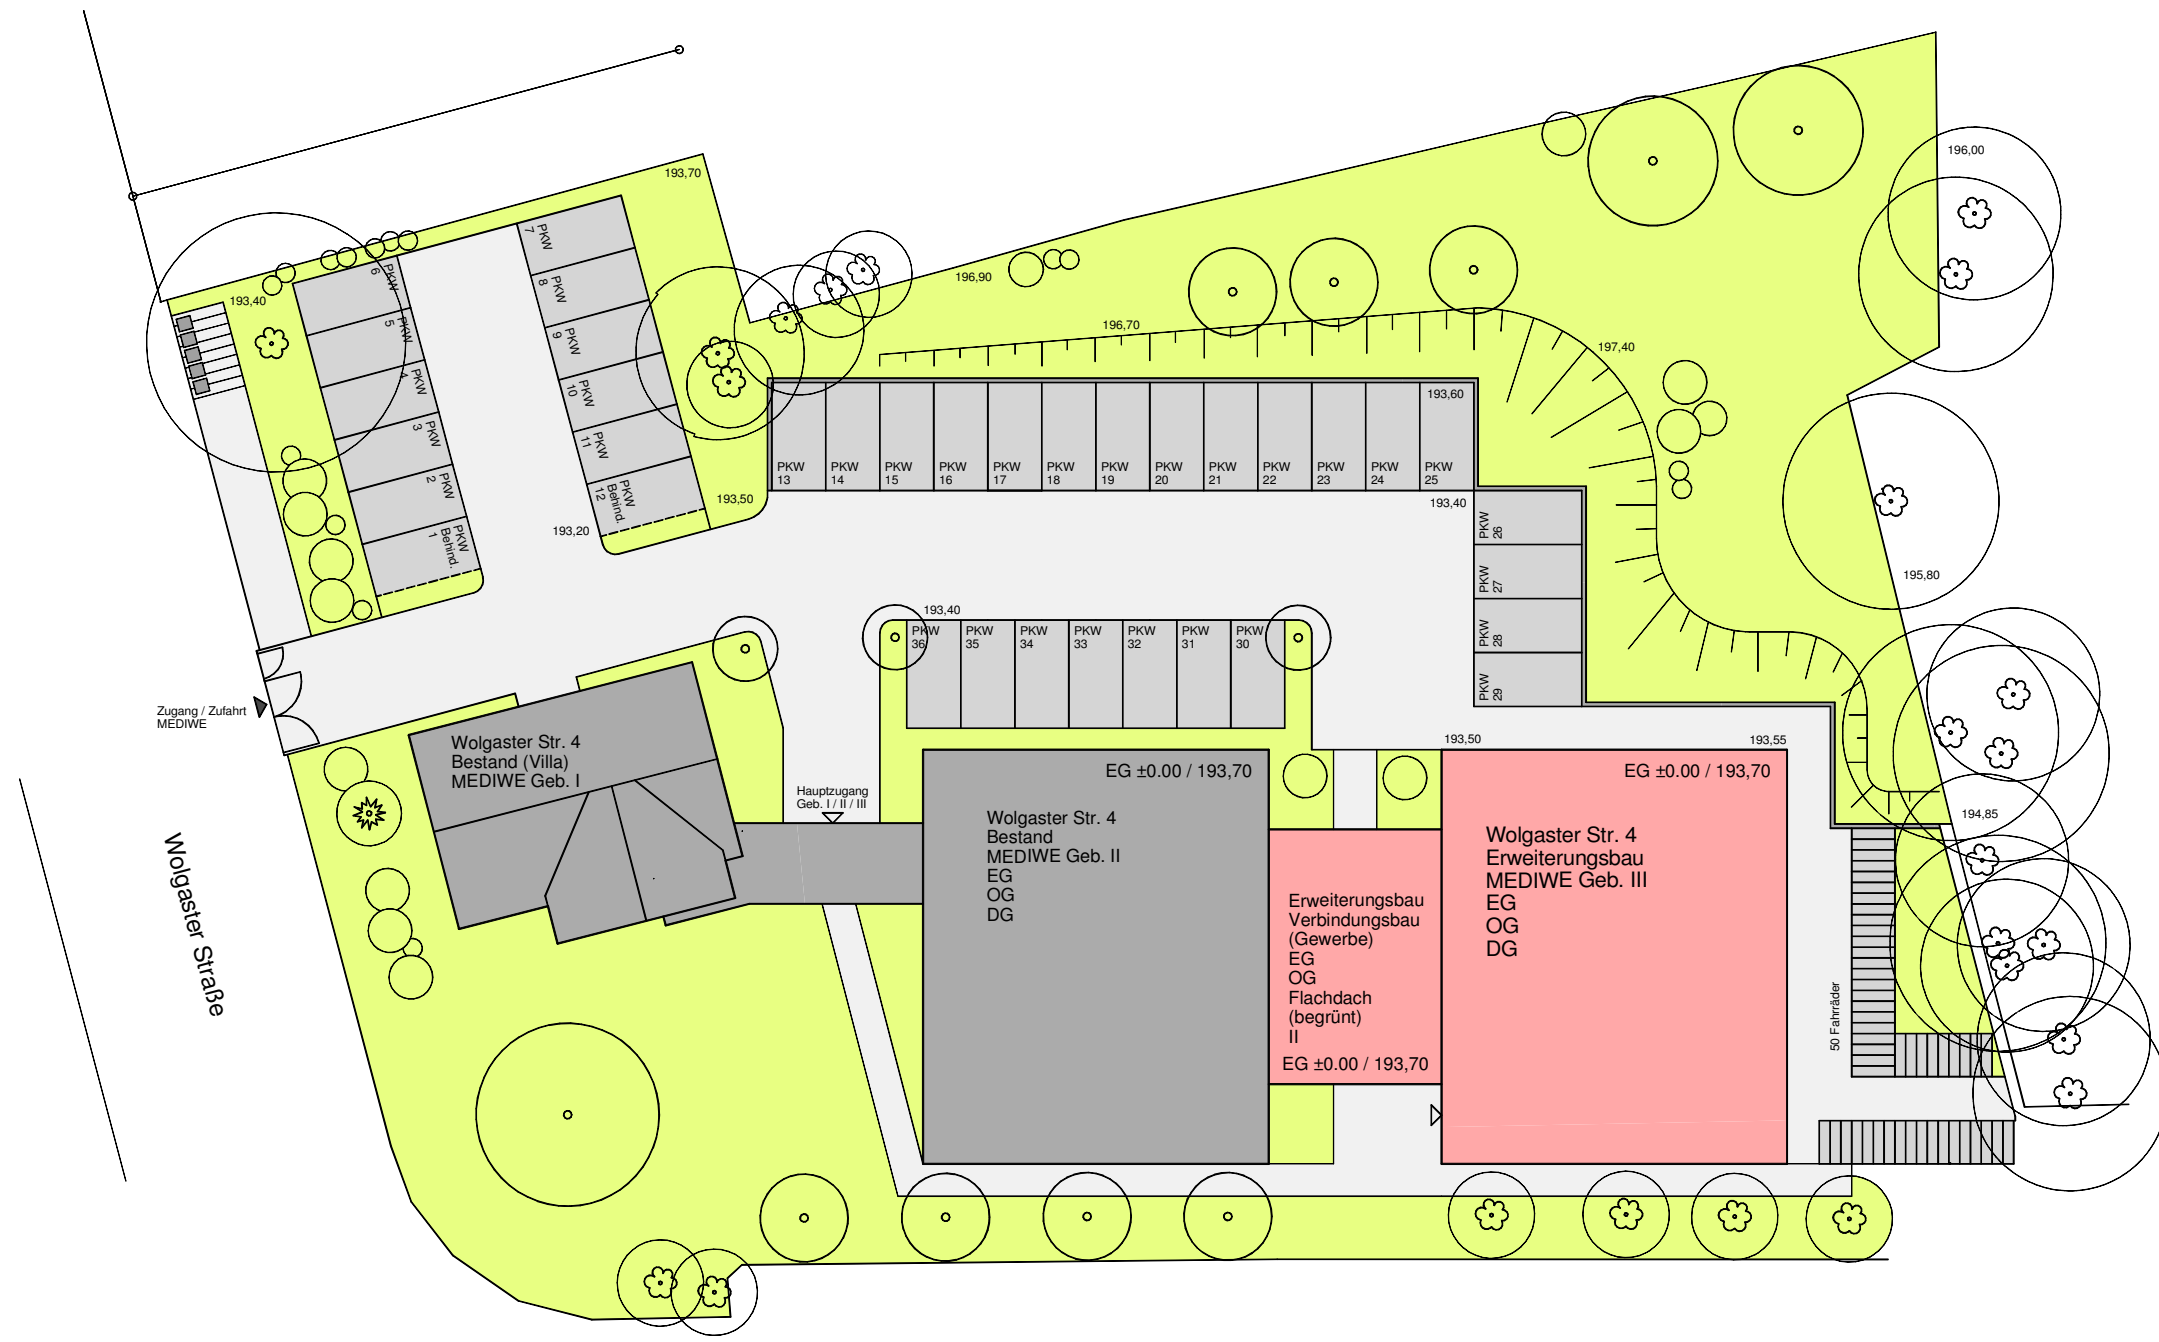 193,70
196,00
193,40
PKW
6
PKW
5
PKW
4
PKW
3
PKW
2
PKW
Behind.
1
PKW
7
PKW
8
PKW
9
PKW
10
PKW
11
PKW
Behind.
12
193,50
193,20
196,90
196,70
197,40
193,60
PKW
13
PKW
14
PKW
15
PKW
16
PKW
17
PKW
18
PKW
19
PKW
20
PKW
21
PKW
22
PKW
23
PKW
24
PKW
25
193,40
PKW
26
PKW
27
PKW
28
PKW
29
195,80
193,40
PKW
36
PKW
35
PKW
34
PKW
33
PKW
32
PKW
31
PKW
30
Zugang / Zufahrt
MEDIWE
Wolgaster Str. 4
Bestand (Villa)
MEDIWE Geb. I
Hauptzugang
Geb. I / II / III
EG ±0.00 / 193,70
Wolgaster Str. 4
Bestand
MEDIWE Geb. II
EG
OG
DG
193,50
193,55
EG ±0.00 / 193,70
Wolgaster Str. 4
Erweiterungsbau
MEDIWE Geb. III
EG
OG
DG
194,85
Erweiterungsbau
Verbindungsbau
(Gewerbe)
EG
OG
Flachdach
(begrünt)
II
EG ±0.00 / 193,70
50 Fahrräder
Wolgaster Straße